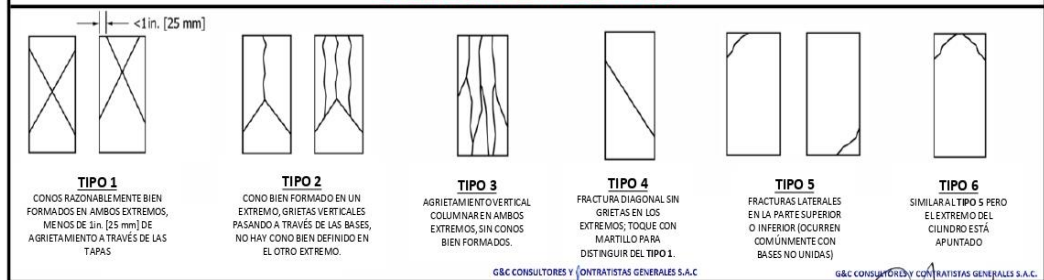 <1in. [25 mm]
TIPO 1
CONOS RAZONABLEMENTE BIEN
FORMADOS EN AMBOS EXTREMOS,
MENOS DE 1in. [25 mm] DE
AGRIETAMIENTO A TRAVÉS DE LAS
TAPAS
TIPO 2
CONO BIEN FORMADO EN UN
EXTREMO, GRIETAS VERTICALES
PASANDO A TRAVÉS DE LAS BASES,
NO HAY CONO BIEN DEFINIDO EN
EL OTRO EXTREMO.
TIPO 3
AGRIETAMIENTO VERTICAL
COLUMNAR EN AMBOS
EXTREMOS, SIN CONOS
BIEN FORMADOS.
TIPO 4
FRACTURA DIAGONAL SIN
GRIETAS EN LOS
EXTREMOS; TOQUE CON
MARTILLO PARA
DISTINGUIR DEL TIPO 1.
TIPO 5
FRACTURAS LATERALES
EN LA PARTE SUPERIOR
O INFERIOR (OCURREN
COMÚNMENTE CON
BASES NO UNIDAS)
TIPO 6
SIMILAR AL TIPO 5 PERO
EL EXTREMO DEL
CILINDRO ESTÁ
APUNTADO
G&C CONSULTORES Y CONTRATISTAS GENERALES S.A.C
G&C CONSULTORES Y CONTRATISTAS GENERALES S.A.C.